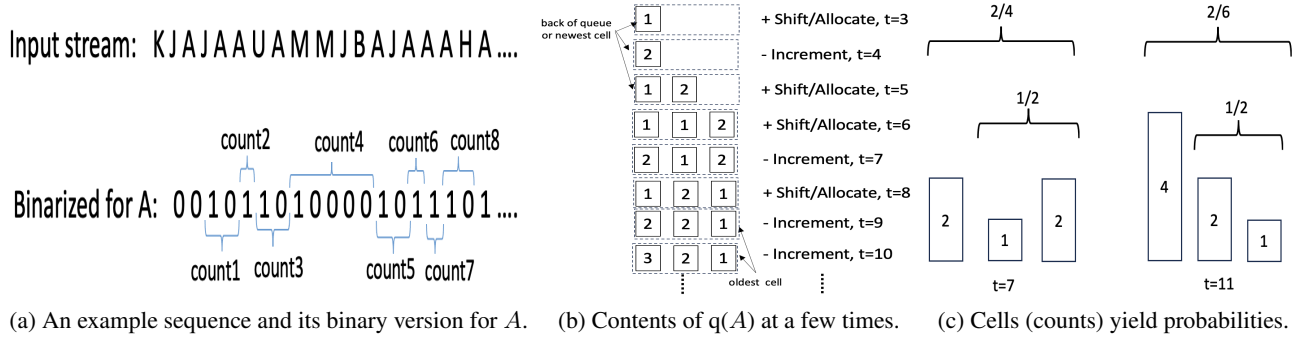 Input stream: K J A J A A U A M M J B A J A A A H A ....
count2 count4 count6 count8
Binarized for A: 0 0 1 0 1 1 1 0 1 0 0 0 0 1 0 1 1 1 0 1 ....
count1 count3 count5 count7
(a) An example sequence and its binary version for A.
back of queue
or newest cell
1 + Shift/Allocate, t=3
2 - Increment, t=4
1 2 + Shift/Allocate, t=5
1 1 2 + Shift/Allocate, t=6
2 1 2 - Increment, t=7
1 2 1 + Shift/Allocate, t=8
2 2 1 - Increment, t=9
3 2 1 - Increment, t=10
oldest cell
(b) Contents of q(A) at a few times.
2/4 2/6
1/2 1/2
2 1 2 4 2 1
t=7 t=11
(c) Cells (counts) yield probabilities.